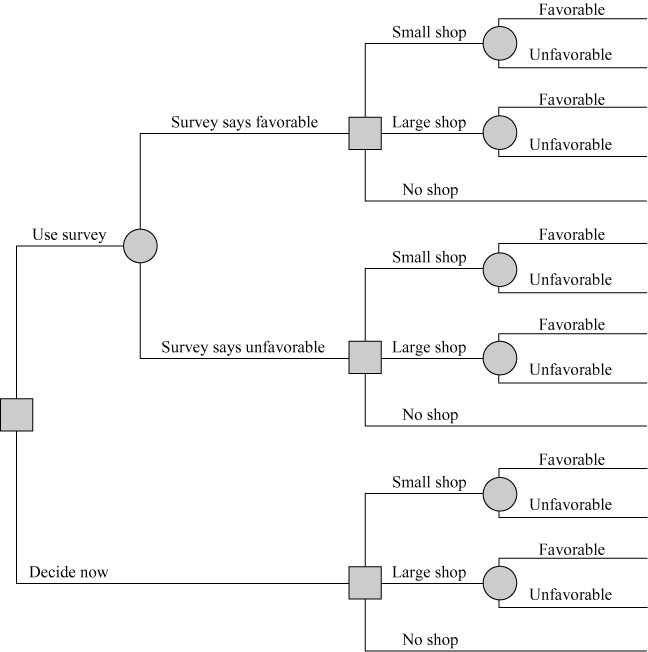 Favorable
Small shop
Unfavorable
Favorable
Survey says favorable
Large shop
Unfavorable
No shop
Use survey
Favorable
Small shop
Unfavorable
Favorable
Survey says unfavorable
Large shop
Unfavorable
No shop
Favorable
Small shop
Unfavorable
Favorable
Decide now
Large shop
Unfavorable
No shop